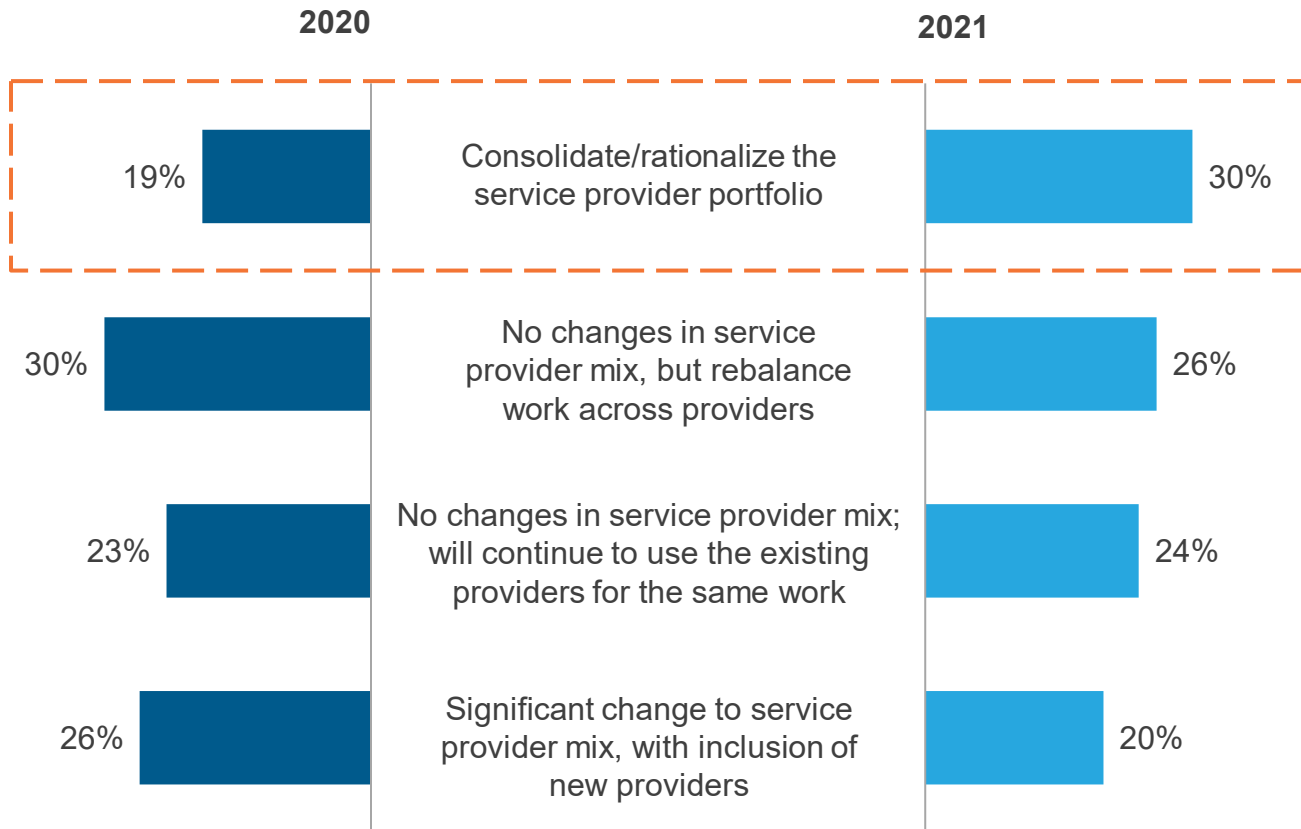 2020
2021
19%
Consolidate/rationalize the
service provider portfolio
30%
30%
No changes in service
provider mix, but rebalance
work across providers
26%
23%
No changes in service provider mix;
will continue to use the existing
providers for the same work
24%
26%
Significant change to service
provider mix, with inclusion of
new providers
20%